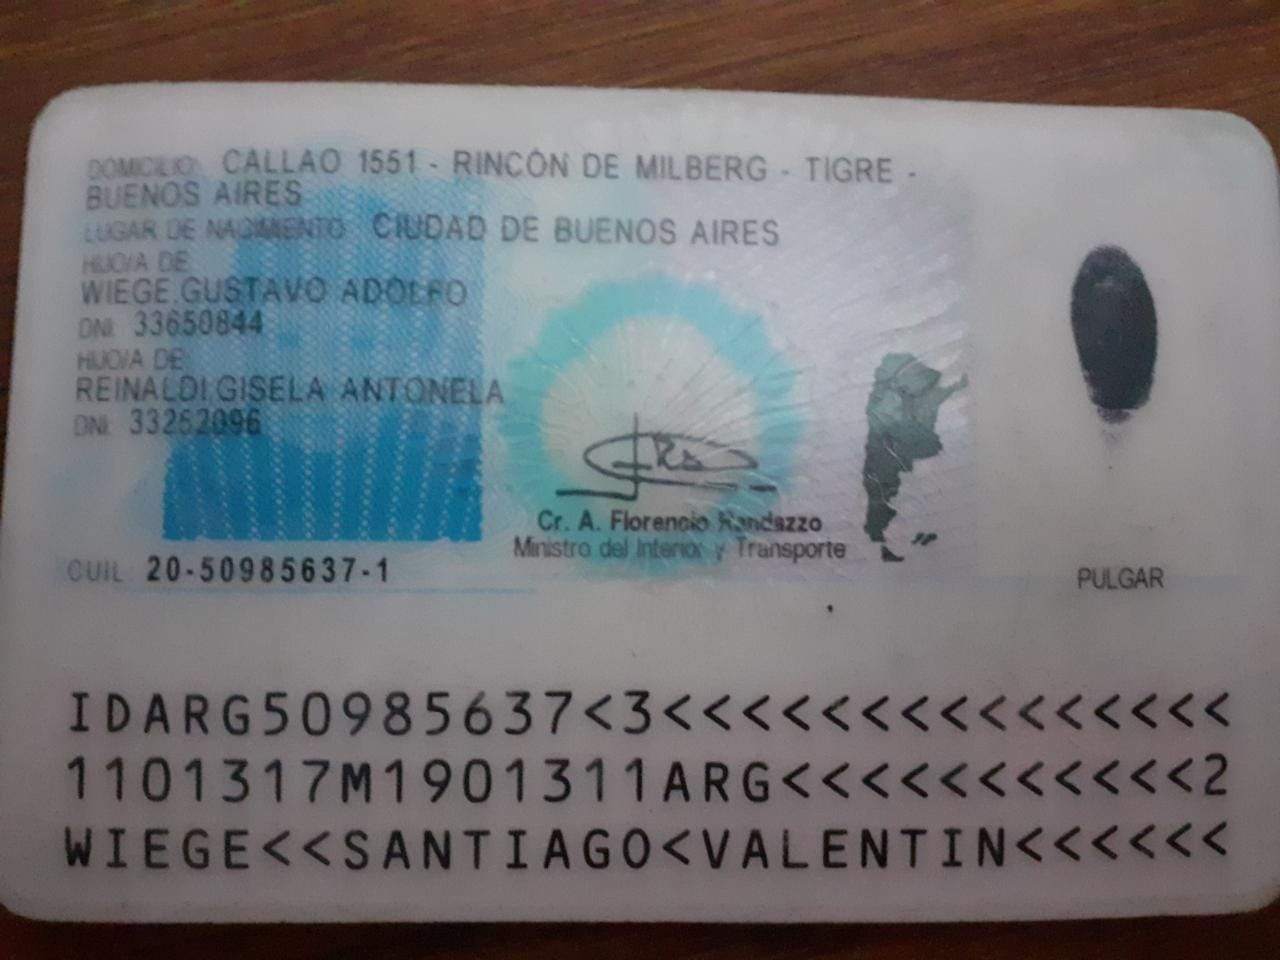 DOMICILIO: CALLAO 1551 - RINCÓN DE MILBERG - TIGRE -
BUENOS AIRES
LUGAR DE NACIMIENTO CIUDAD DE BUENOS AIRES
HIJO/A DE
WIEGE,GUSTAVO ADOLFO
DNI: 33650844
HIJO/A DE
REINALDI,GISELA ANTONELA
DNI: 33252096
Cr. A. Florencio Randazzo
Ministro del Interior y Transporte
CUIL 20-50985637-1
PULGAR
IDARG50985637<3<<<<<<<<<<<<<<<
1101317M1901311ARG<<<<<<<<<<<2
WIEGE<<SANTIAGO<VALENTIN<<<<<<